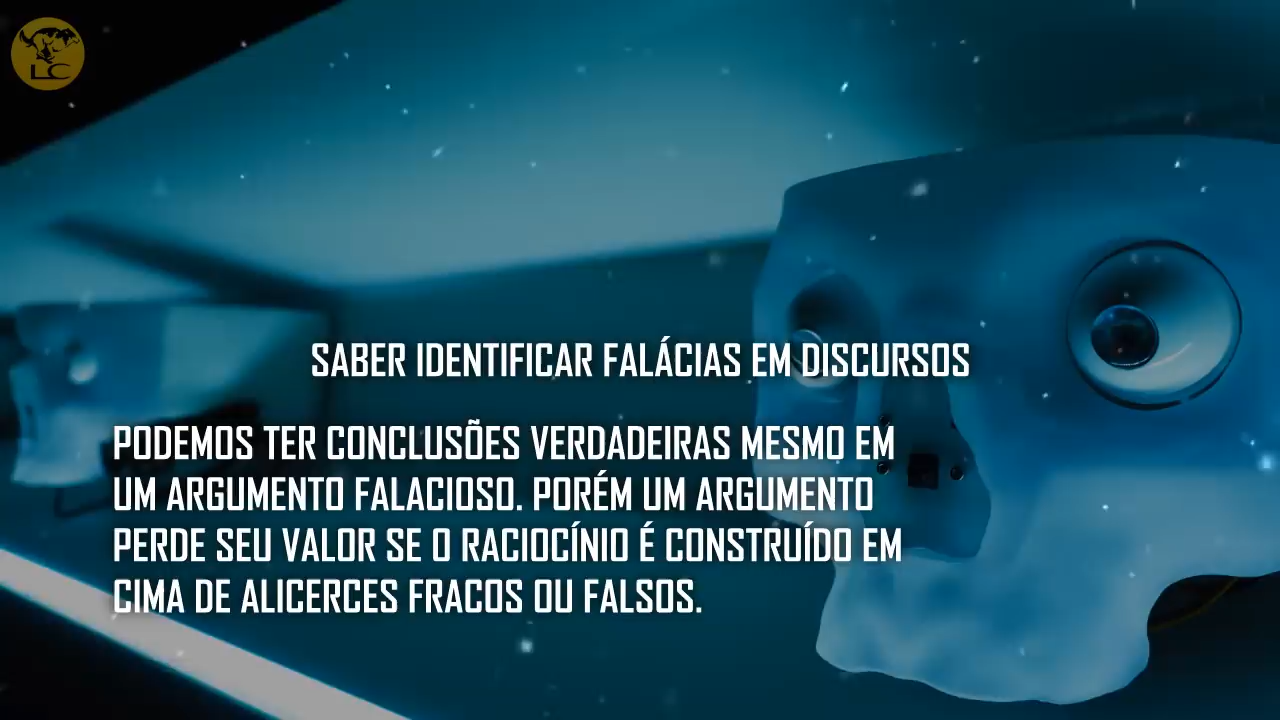 LC
SABER IDENTIFICAR FALÁCIAS EM DISCURSOS
PODEMOS TER CONCLUSÕES VERDADEIRAS MESMO EM
UM ARGUMENTO FALACIOSO. PORÉM UM ARGUMENTO
PERDE SEU VALOR SE O RACIOCÍNIO É CONSTRUÍDO EM
CIMA DE ALICERCES FRACOS OU FALSOS.